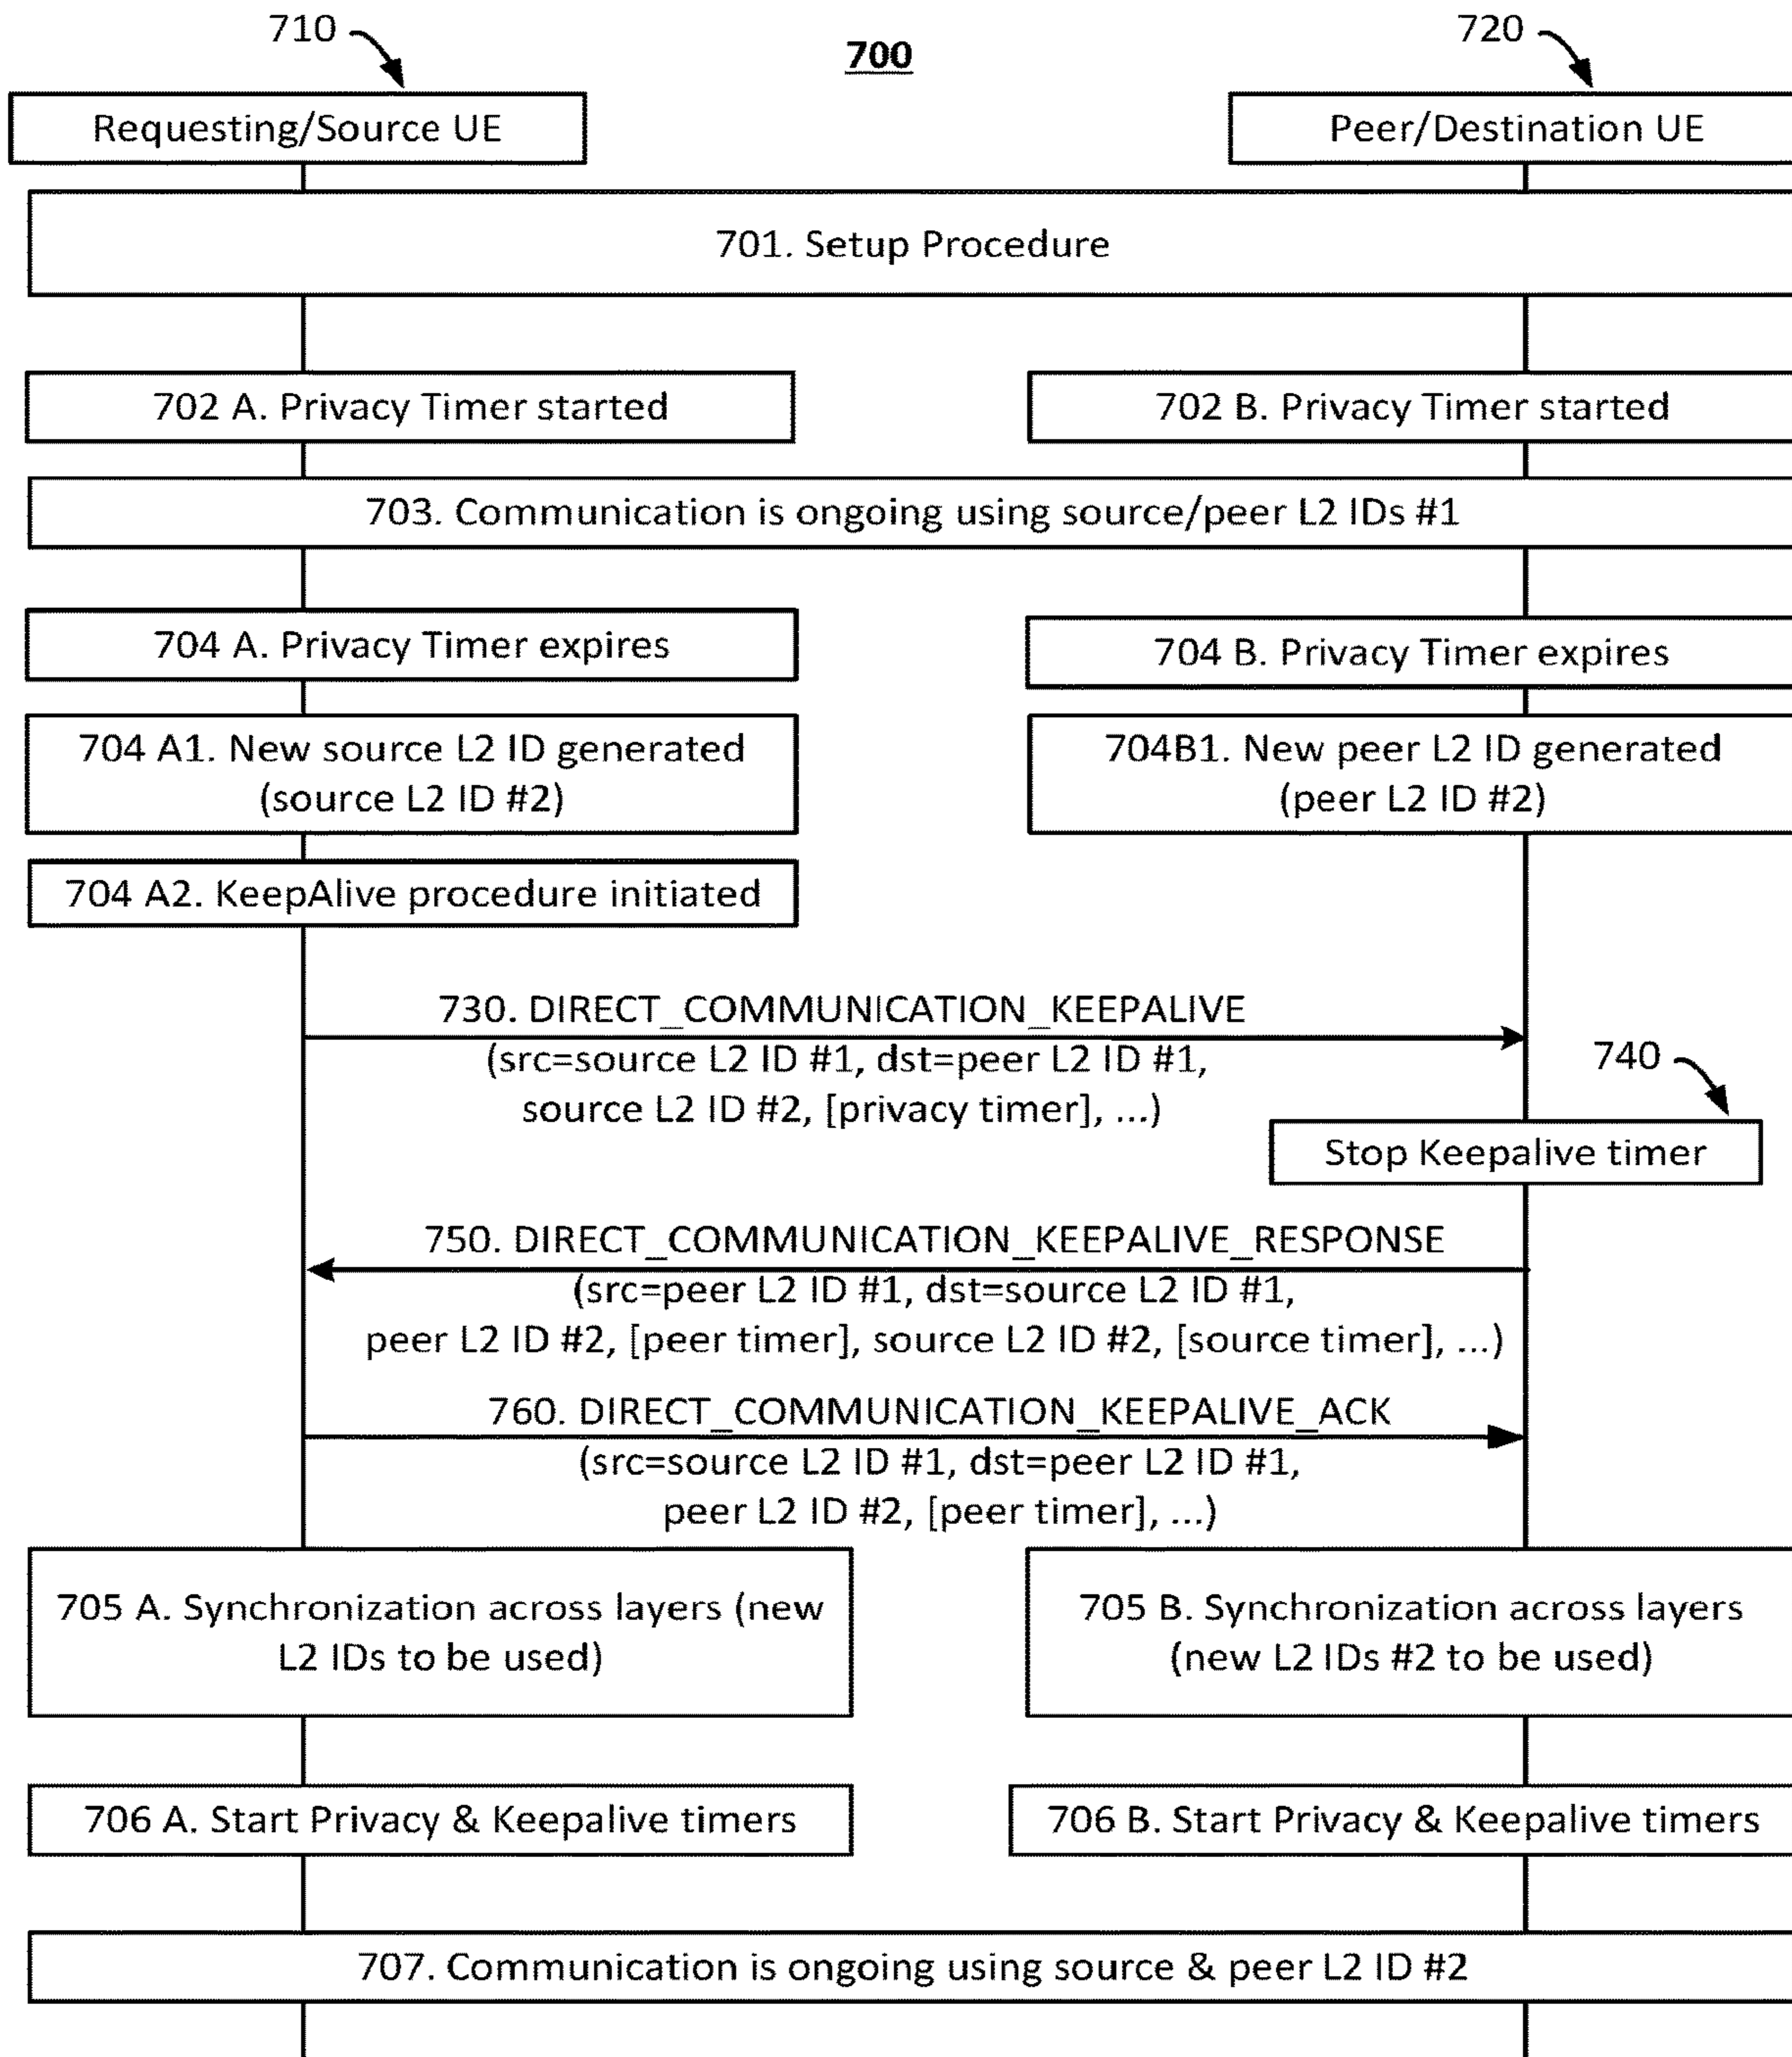 710
700
720
Requesting/Source UE
Peer/Destination UE
701. Setup Procedure
702 A. Privacy Timer started
702 B. Privacy Timer started
703. Communication is ongoing using source/peer L2 IDs #1
704 A. Privacy Timer expires
704 B. Privacy Timer expires
704 A1. New source L2 ID generated
(source L2 ID #2)
704B1. New peer L2 ID generated
(peer L2 ID #2)
704 A2. KeepAlive procedure initiated
730. DIRECT_COMMUNICATION_KEEPALIVE
(src=source L2 ID #1, dst=peer L2 ID #1,
source L2 ID #2, [privacy timer], ...)
740
Stop Keepalive timer
750. DIRECT_COMMUNICATION_KEEPALIVE_RESPONSE
(src=peer L2 ID #1, dst=source L2 ID #1,
peer L2 ID #2, [peer timer], source L2 ID #2, [source timer], ...)
760. DIRECT_COMMUNICATION_KEEPALIVE_ACK
(src=source L2 ID #1, dst=peer L2 ID #1,
peer L2 ID #2, [peer timer], ...)
705 A. Synchronization across layers (new
L2 IDs to be used)
705 B. Synchronization across layers
(new L2 IDs #2 to be used)
706 A. Start Privacy & Keepalive timers
706 B. Start Privacy & Keepalive timers
707. Communication is ongoing using source & peer L2 ID #2